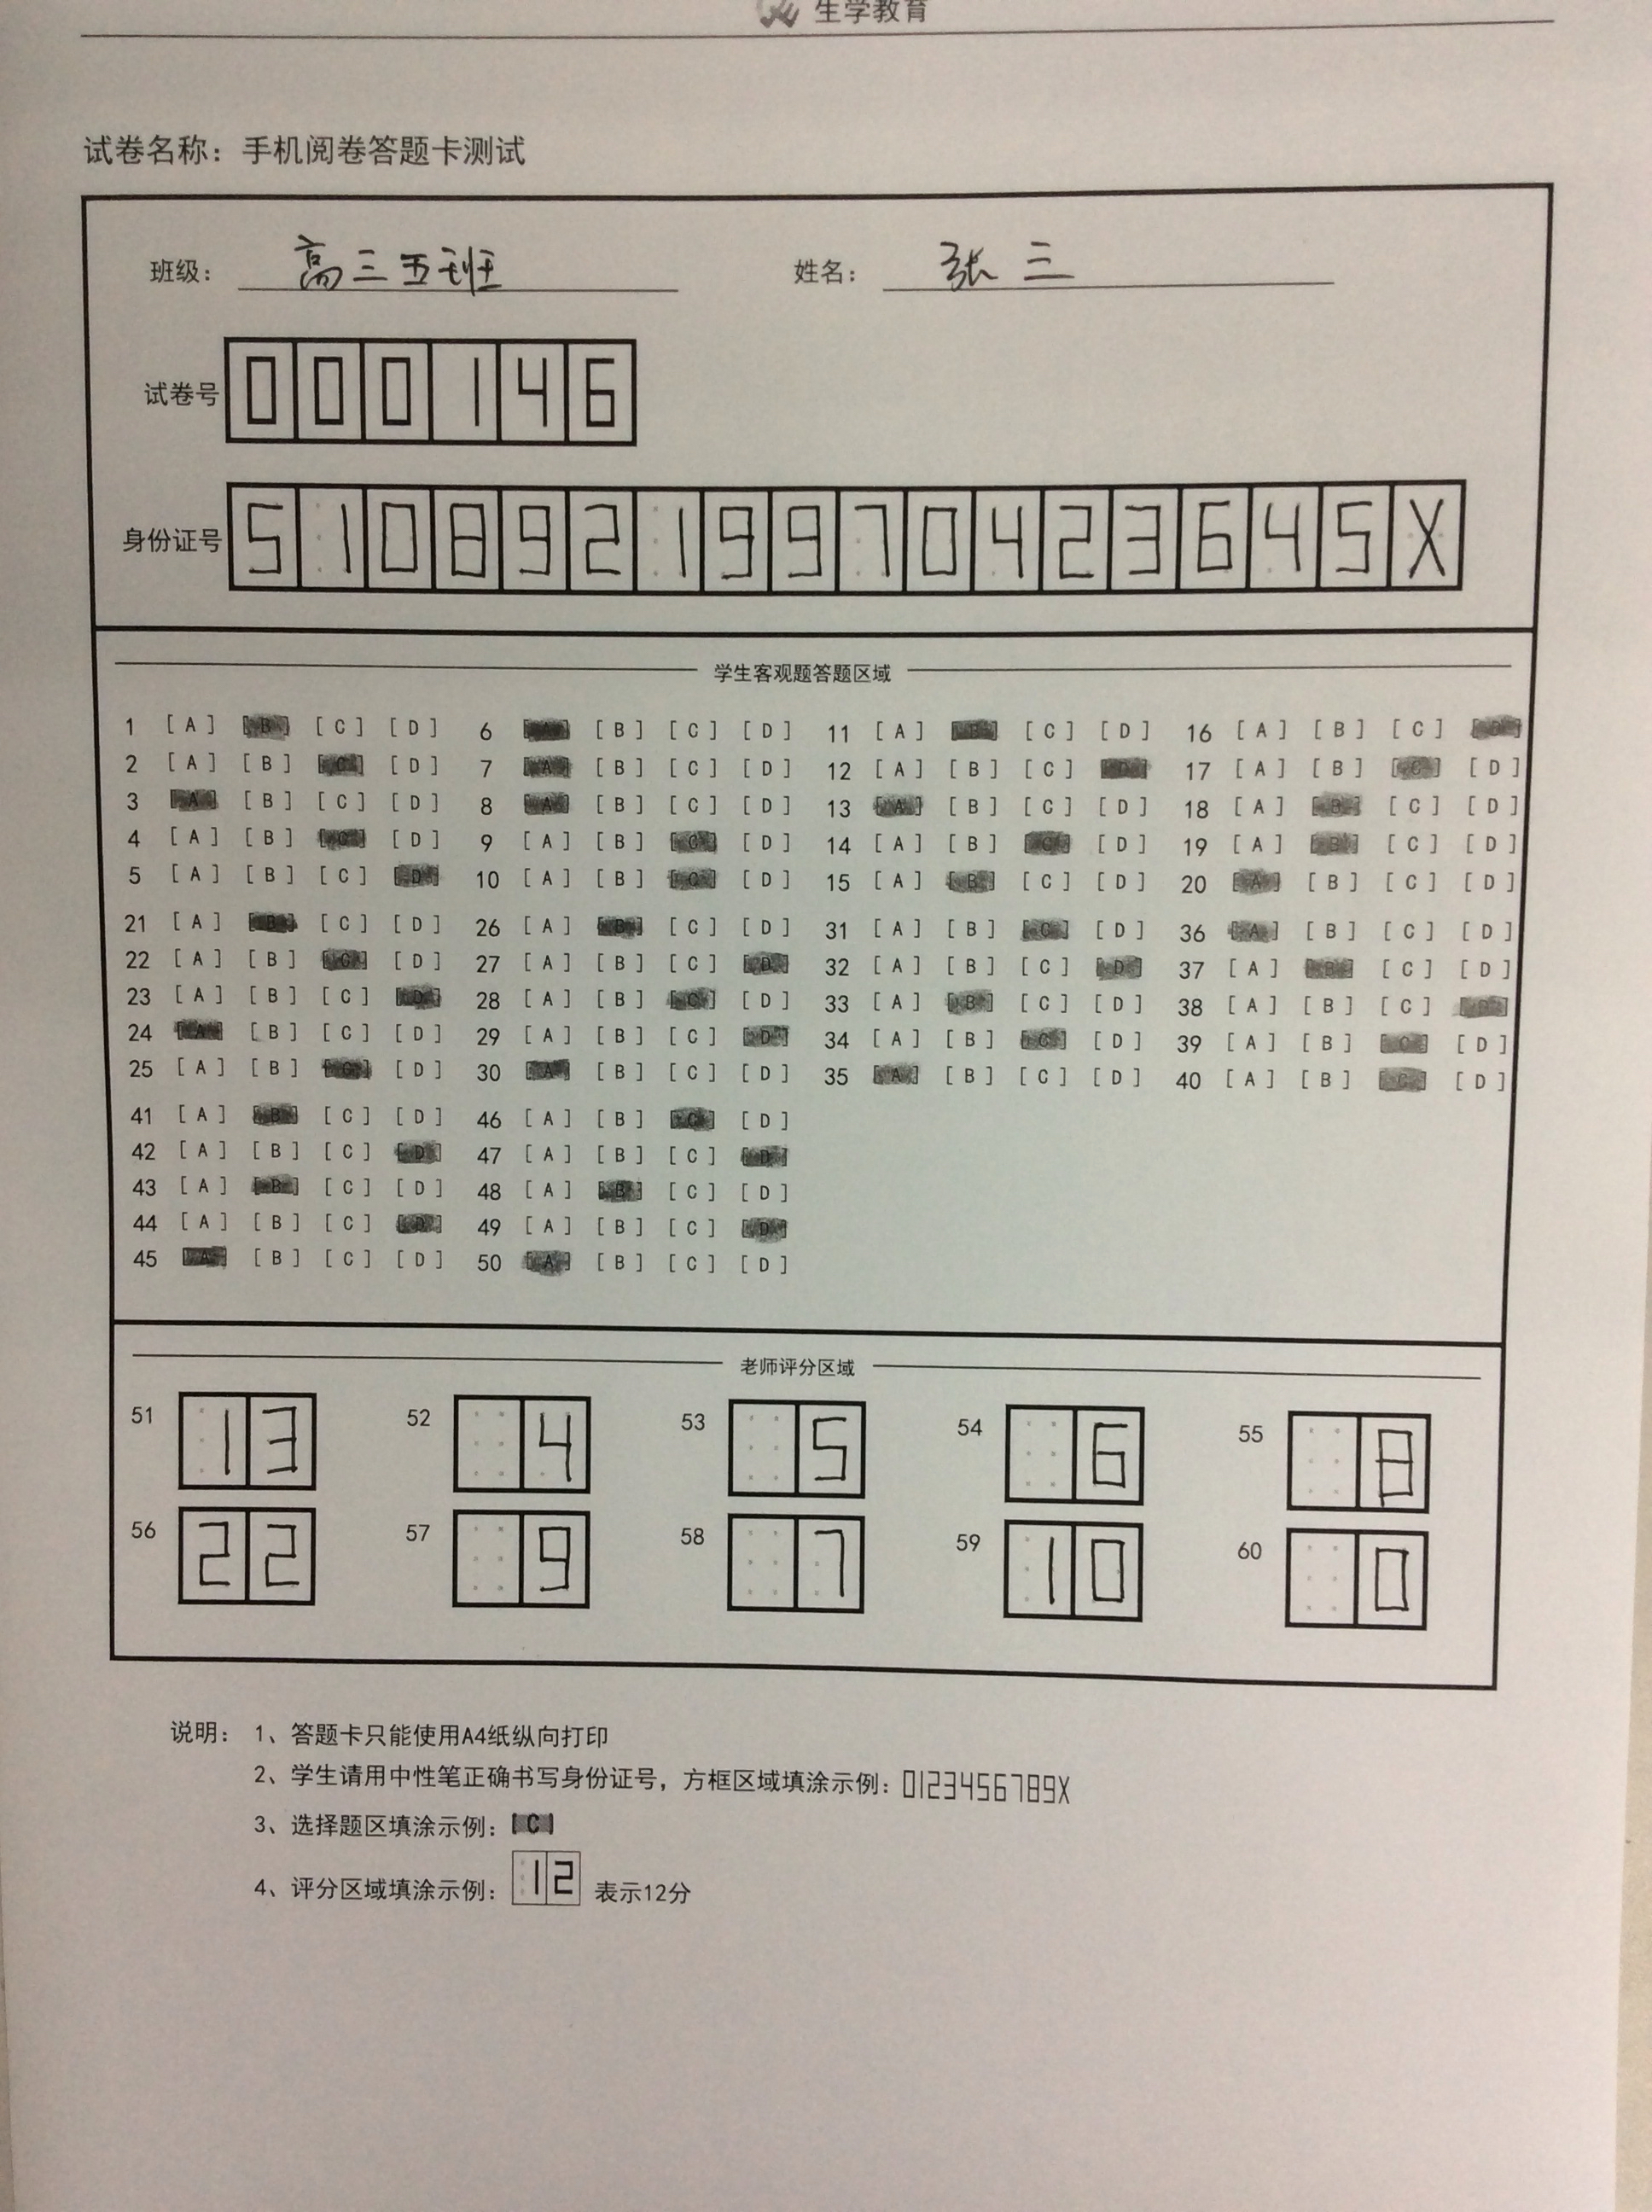 生学教育
试卷名称：手机阅卷答题卡测试
班级： 高三五班 姓名： 张三
试卷号 000146
身份证号 51089219970423645X
学生客观题答题区域
1 [A] [B] [C] [D] 6 [A] [B] [C] [D] 11 [A] [B] [C] [D] 16 [A] [B] [C] [D]
2 [A] [B] [C] [D] 7 [A] [B] [C] [D] 12 [A] [B] [C] [D] 17 [A] [B] [C] [D]
3 [A] [B] [C] [D] 8 [A] [B] [C] [D] 13 [A] [B] [C] [D] 18 [A] [B] [C] [D]
4 [A] [B] [C] [D] 9 [A] [B] [C] [D] 14 [A] [B] [C] [D] 19 [A] [B] [C] [D]
5 [A] [B] [C] [D] 10 [A] [B] [C] [D] 15 [A] [B] [C] [D] 20 [A] [B] [C] [D]
21 [A] [B] [C] [D] 26 [A] [B] [C] [D] 31 [A] [B] [C] [D] 36 [A] [B] [C] [D]
22 [A] [B] [C] [D] 27 [A] [B] [C] [D] 32 [A] [B] [C] [D] 37 [A] [B] [C] [D]
23 [A] [B] [C] [D] 28 [A] [B] [C] [D] 33 [A] [B] [C] [D] 38 [A] [B] [C] [D]
24 [A] [B] [C] [D] 29 [A] [B] [C] [D] 34 [A] [B] [C] [D] 39 [A] [B] [C] [D]
25 [A] [B] [C] [D] 30 [A] [B] [C] [D] 35 [A] [B] [C] [D] 40 [A] [B] [C] [D]
41 [A] [B] [C] [D] 46 [A] [B] [C] [D]
42 [A] [B] [C] [D] 47 [A] [B] [C] [D]
43 [A] [B] [C] [D] 48 [A] [B] [C] [D]
44 [A] [B] [C] [D] 49 [A] [B] [C] [D]
45 [A] [B] [C] [D] 50 [A] [B] [C] [D]
老师评分区域
51 13 52 4 53 5 54 6 55 8
56 22 57 9 58 7 59 10 60 0
说明： 1、答题卡只能使用A4纸纵向打印
2、学生请用中性笔正确书写身份证号，方框区域填涂示例：0123456789X
3、选择题区填涂示例：[C]
4、评分区域填涂示例：12 表示12分